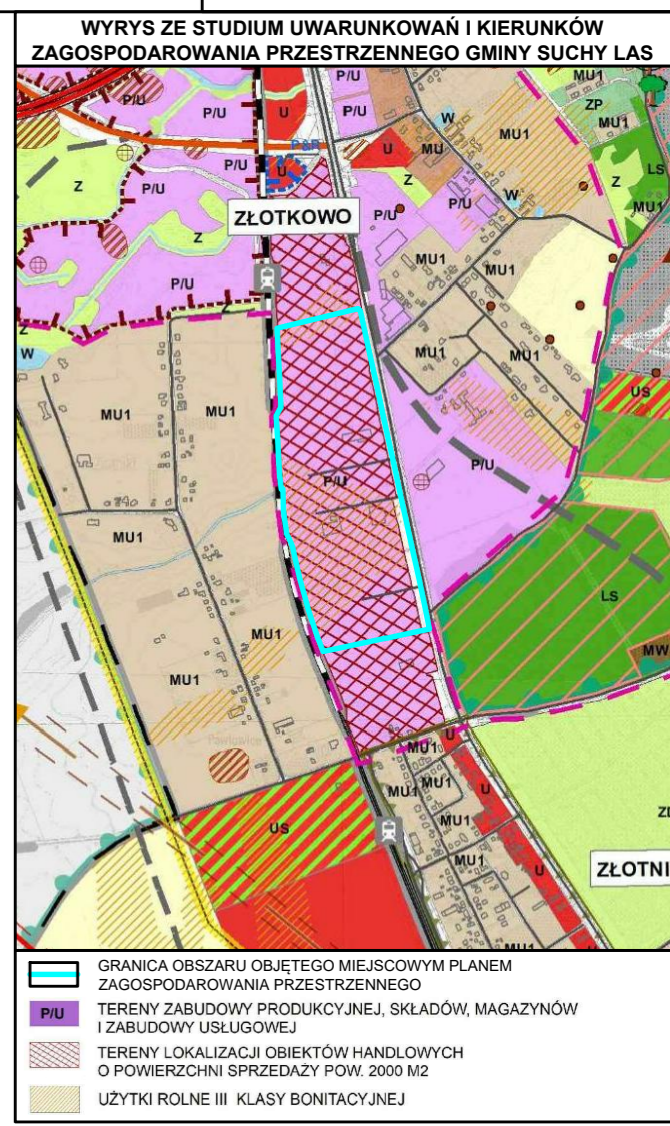 WYRYS ZE STUDIUM UWARUNKOWAŃ I KIERUNKÓW
ZAGOSPODAROWANIA PRZESTRZENNEGO GMINY SUCHY LAS
P/U
P/U
U
P/U
MU1
ZP
MU1
P/U
P&R
U
MU
W
MU1
LS
P/U
U
Z
Z
P/U
Z
MU1
P/U
W
ZŁOTKOWO
P/U
Z
MU1
MU1
P/U
Z
Z
W
MU1
MU1
MU1
MU1
US
P/U
P/U
MU1
LS
MU1
MW
MU1
Pawłowice
MU1
U
MU1
U
US
MU1
ZŁOTNI
MU1
U
MU1
GRANICA OBSZARU OBJĘTEGO MIEJSCOWYM PLANEM
ZAGOSPODAROWANIA PRZESTRZENNEGO
P/U TERENY ZABUDOWY PRODUKCYJNEJ, SKŁADÓW, MAGAZYNÓW
I ZABUDOWY USŁUGOWEJ
TERENY LOKALIZACJI OBIEKTÓW HANDLOWYCH
O POWIERZCHNI SPRZEDAŻY POW. 2000 M2
UŻYTKI ROLNE III KLASY BONITACYJNEJ